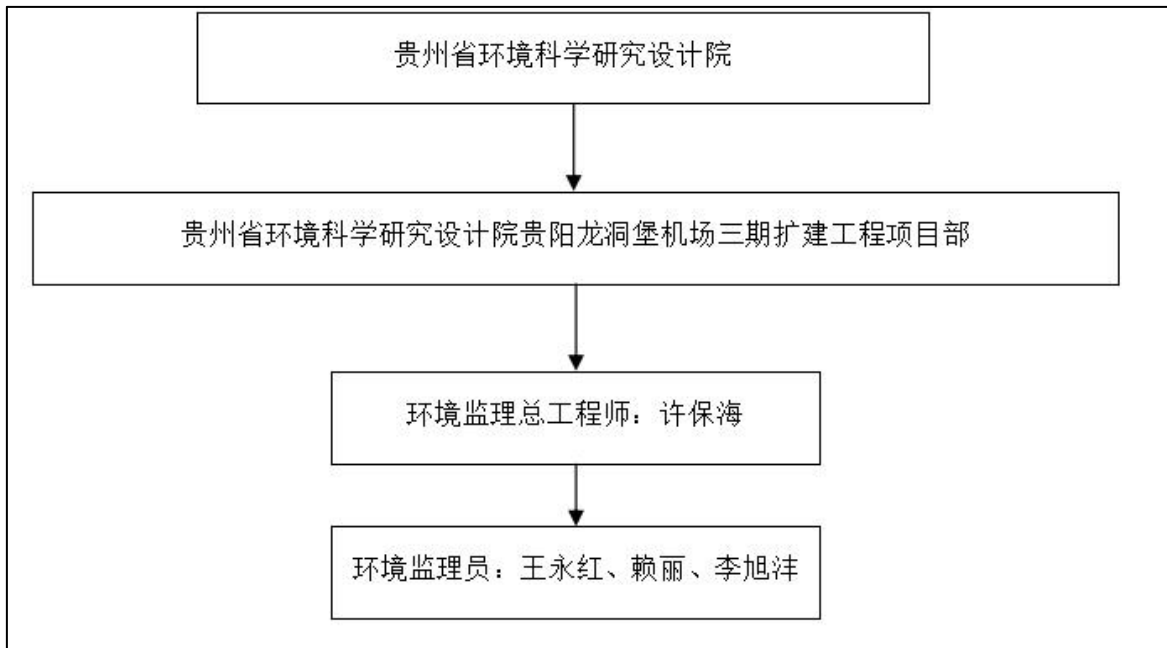 贵州省环境科学研究设计院
贵州省环境科学研究设计院贵阳龙洞堡机场三期扩建工程项目部
环境监理总工程师：许保海
环境监理员：王永红、赖丽、李旭沣